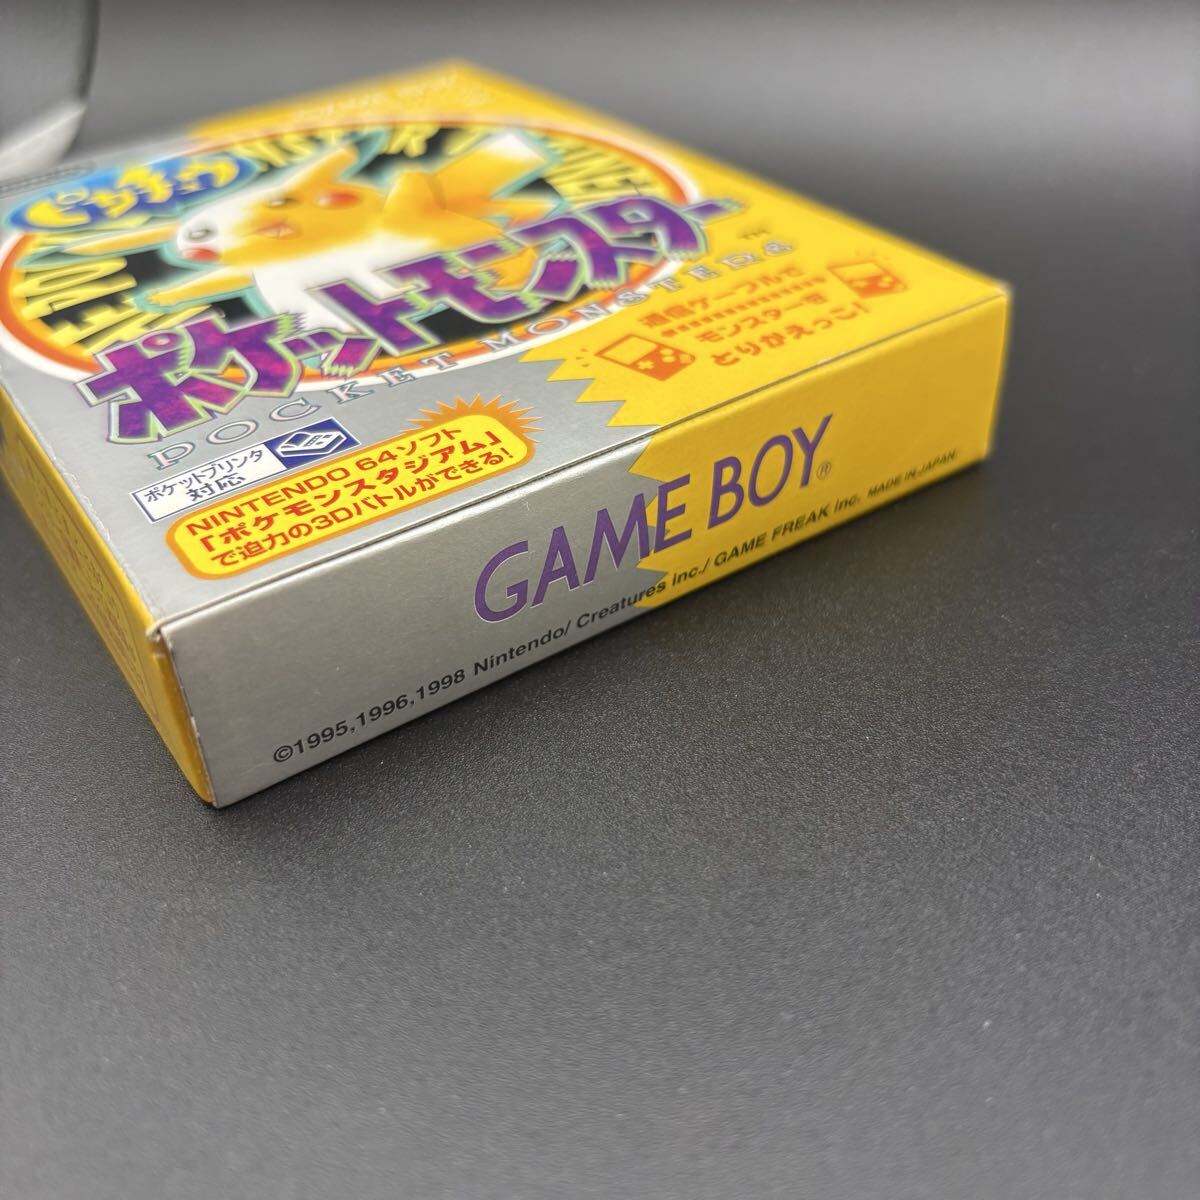 ピカチュウ
ポケットモンスター™
POCKET MONSTERS
通信ケーブルで
モンスターを
とりかえっこ!
ポケットプリンタ
対応
NINTENDO 64ソフト
「ポケモンスタジアム」
で迫力の3Dバトルができる!
GAME BOY®
©1995,1996,1998 Nintendo/ Creatures inc./ GAME FREAK inc. MADE IN JAPAN.